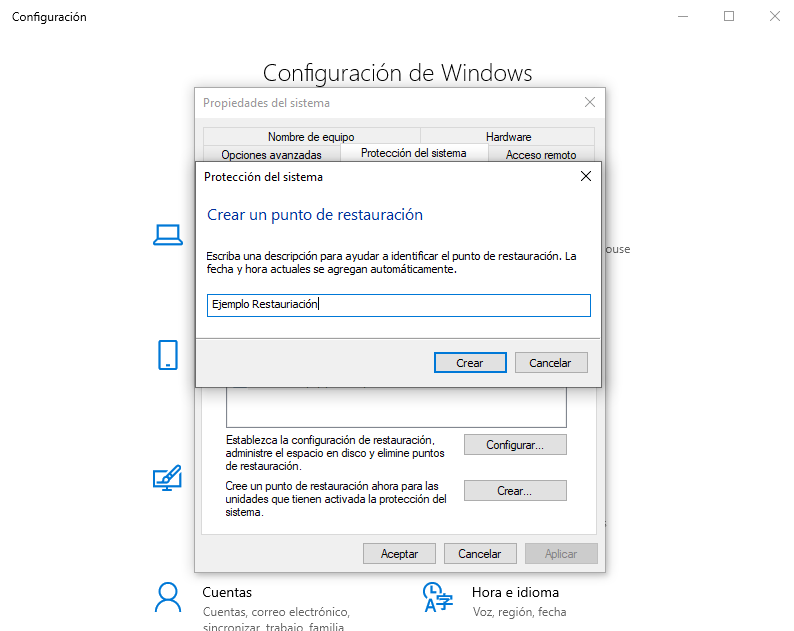 Configuración
Configuración de Windows
Propiedades del sistema
Nombre de equipo
Hardware
Opciones avanzadas
Protección del sistema
Acceso remoto
Protección del sistema
Crear un punto de restauración
Escriba una descripción para ayudar a identificar el punto de restauración. La
fecha y hora actuales se agregan automáticamente.
Ejemplo Restauriación
Crear
Cancelar
ouse
Establezca la configuración de restauración,
administre el espacio en disco y elimine puntos
de restauración.
Configurar...
Cree un punto de restauración ahora para las
unidades que tienen activada la protección del
sistema.
Crear...
Aceptar
Cancelar
Aplicar
Cuentas
Cuentas, correo electrónico,
sincronizar, trabajo, familia
Hora e idioma
Voz, región, fecha